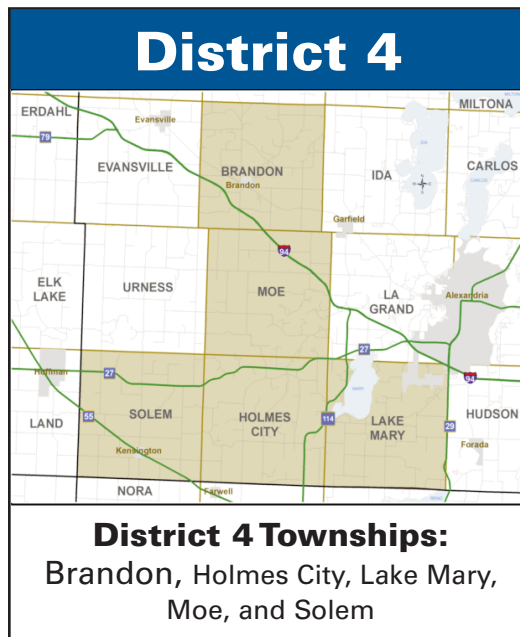 District 4
MILTONA
ERDAHL
Evansville
79
EVANSVILLE
BRANDON
Brandon
IDA
CARLOS
Garfield
94
ELK
LAKE
URNESS
MOE
LA
GRAND
Alexandria
27
Hoffman
27
94
LAND
55
SOLEM
HOLMES
CITY
114
LAKE
MARY
29
HUDSON
Kensington
Forada
NORA
Farwell
District 4 Townships:
Brandon, Holmes City, Lake Mary,
Moe, and Solem